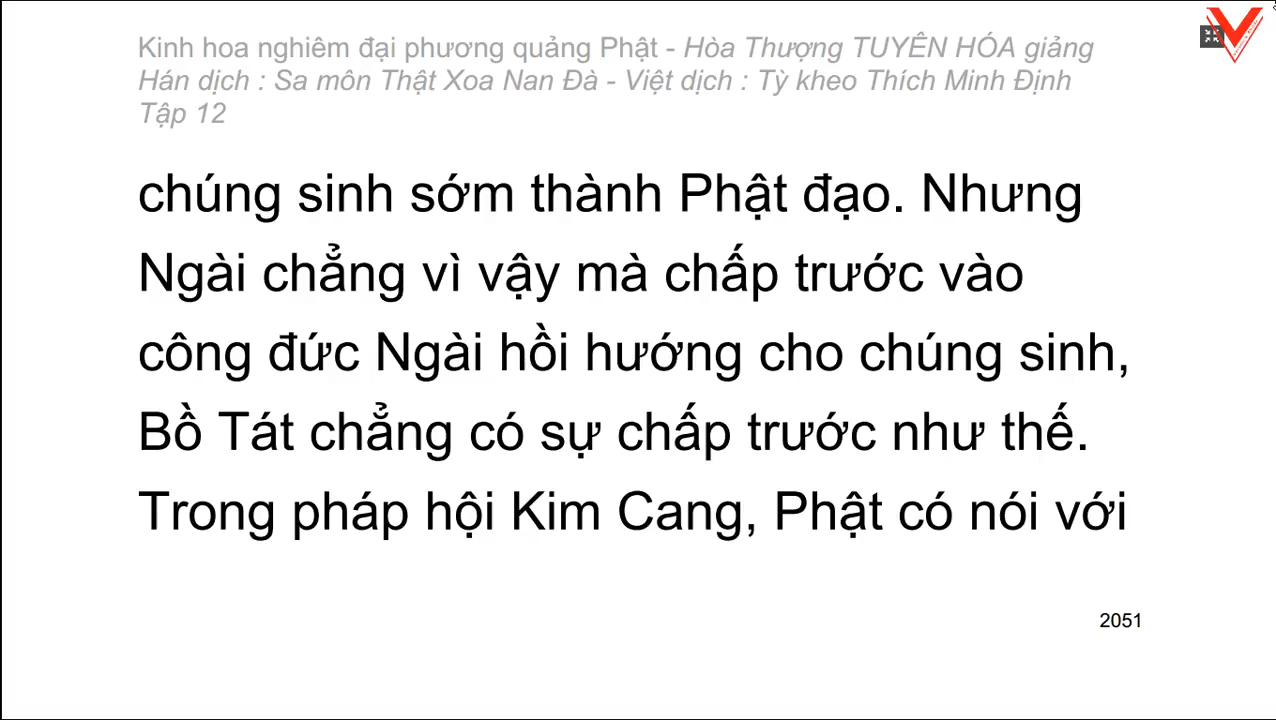 Kinh hoa nghiêm đại phương quảng Phật - Hòa Thượng TUYÊN HÓA giảng
Hán dịch : Sa môn Thật Xoa Nan Đà - Việt dịch : Tỳ kheo Thích Minh Định
Tập 12
chúng sinh sớm thành Phật đạo. Nhưng
Ngài chẳng vì vậy mà chấp trước vào
công đức Ngài hồi hướng cho chúng sinh,
Bồ Tát chẳng có sự chấp trước như thế.
Trong pháp hội Kim Cang, Phật có nói với
2051